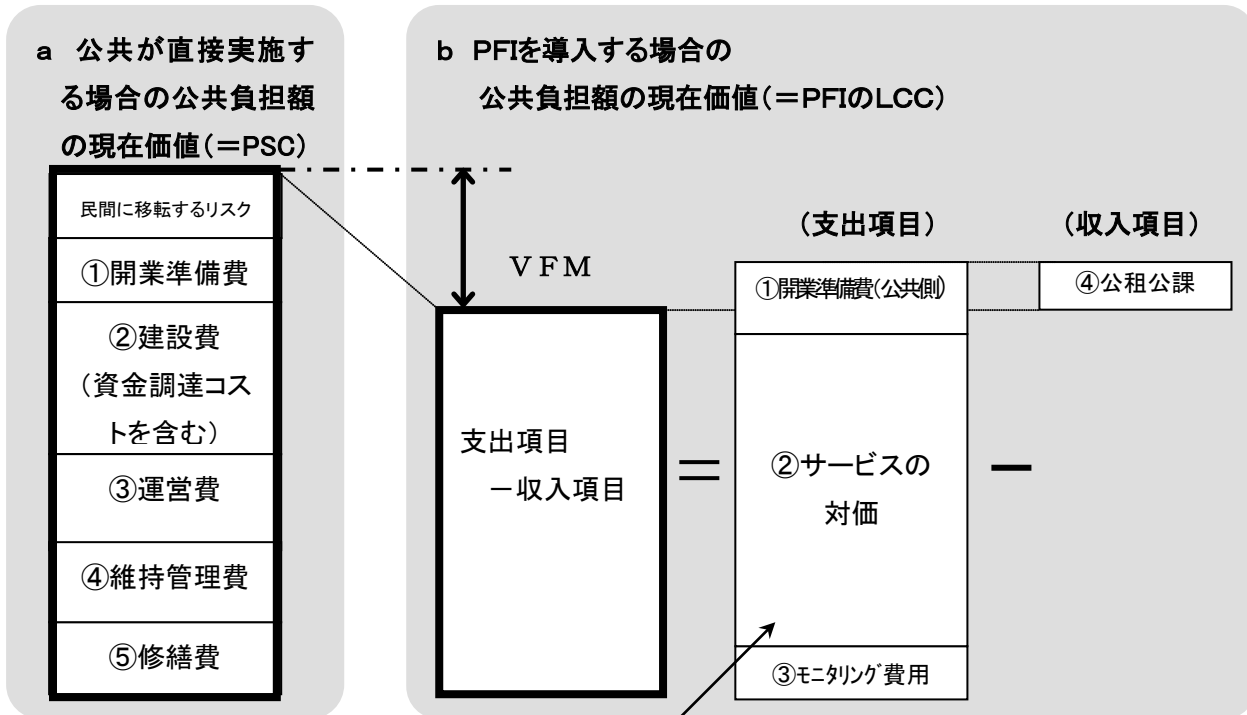 a 公共が直接実施す
る場合の公共負担額
の現在価値(=PSC)
民間に移転するリスク
①開業準備費
②建設費
(資金調達コス
トを含む)
③運営費
④維持管理費
⑤修繕費
b PFIを導入する場合の
公共負担額の現在価値(=PFIのLCC)
VFM
支出項目
-収入項目
=
(支出項目)
①開業準備費(公共側)
②サービスの
対価
③モニタリング費用
-
(収入項目)
④公租公課